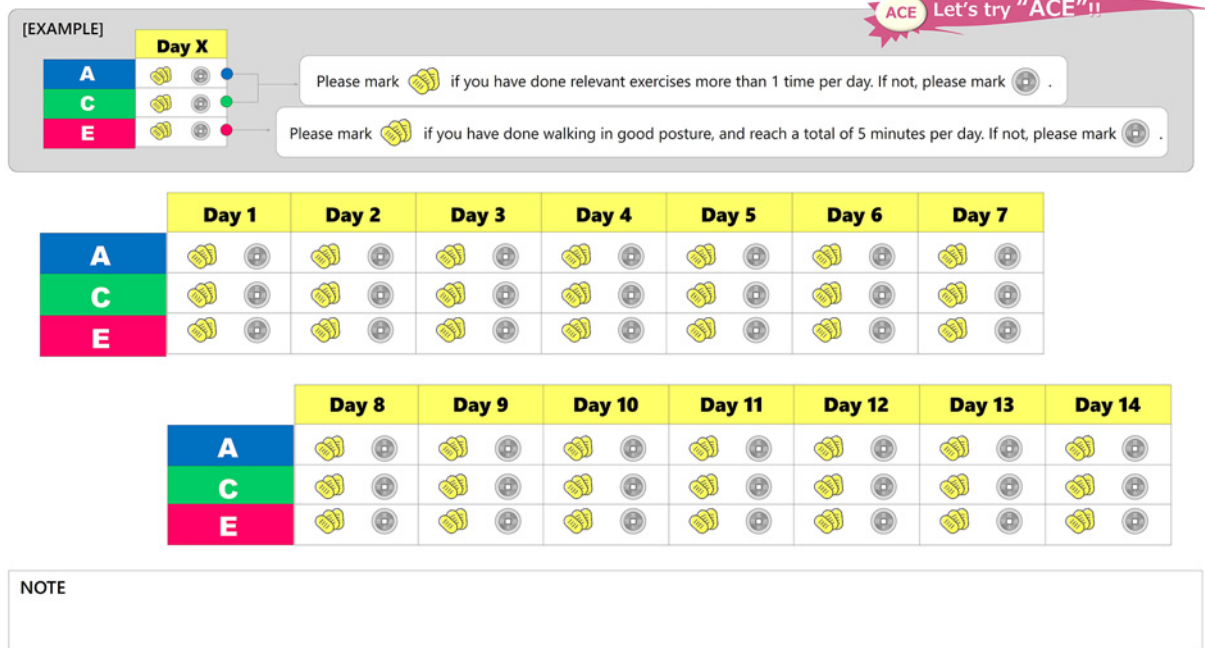 ACE Let's try "ACE"!!
[EXAMPLE]
Day X
A
C
E
Please mark if you have done relevant exercises more than 1 time per day. If not, please mark .
Please mark if you have done walking in good posture, and reach a total of 5 minutes per day. If not, please mark .
Day 1 Day 2 Day 3 Day 4 Day 5 Day 6 Day 7
A
C
E
Day 8 Day 9 Day 10 Day 11 Day 12 Day 13 Day 14
A
C
E
NOTE